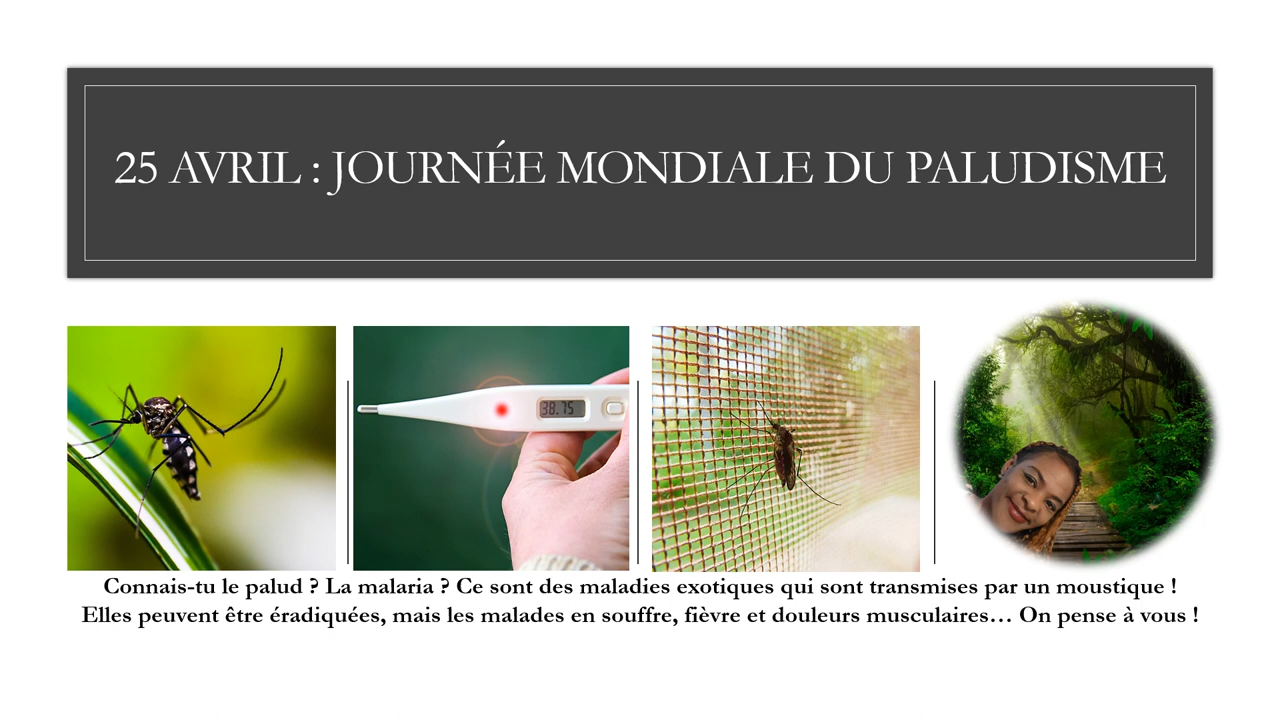 25 AVRIL : JOURNÉE MONDIALE DU PALUDISME
38.75
Connais-tu le palud ? La malaria ? Ce sont des maladies exotiques qui sont transmises par un moustique !
Elles peuvent être éradiquées, mais les malades en souffre, fièvre et douleurs musculaires… On pense à vous !